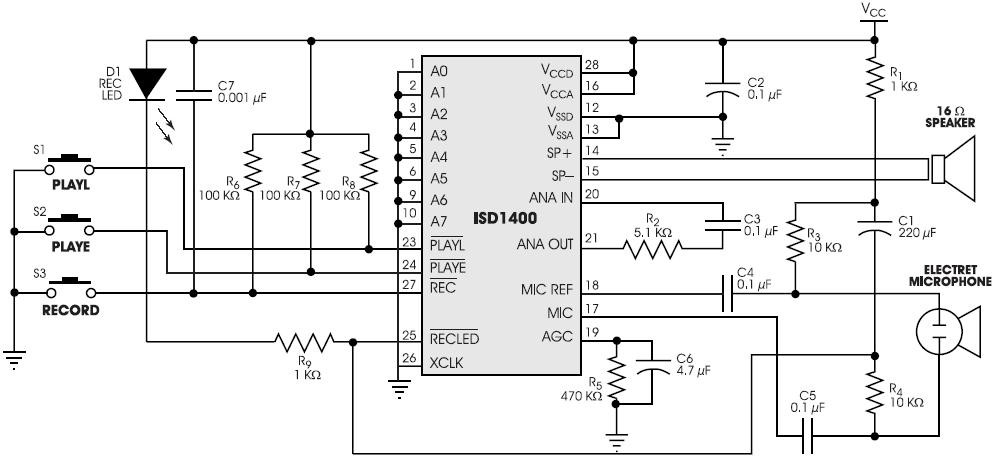 VCC
D1
REC
LED
C7
0.001 μF
1 A0
2 A1
3 A2
4 A3
5 A4
6 A5
9 A6
10 A7
23 PLAYL
24 PLAYE
27 REC
25 RECLED
26 XCLK
ISD1400
VCCD 28
VCCA 16
VSSD 12
VSSA 13
SP+ 14
SP– 15
ANA IN 20
ANA OUT 21
MIC REF 18
MIC 17
AGC 19
C2
0.1 μF
R1
1 KΩ
16 Ω
SPEAKER
S1
PLAYL
S2
PLAYE
S3
RECORD
R6
100 KΩ
R7
100 KΩ
R8
100 KΩ
R2
5.1 KΩ
C3
0.1 μF
R3
10 KΩ
C1
220 μF
C4
0.1 μF
ELECTRET
MICROPHONE
R9
1 KΩ
R5
470 KΩ
C6
4.7 μF
R4
10 KΩ
C5
0.1 μF